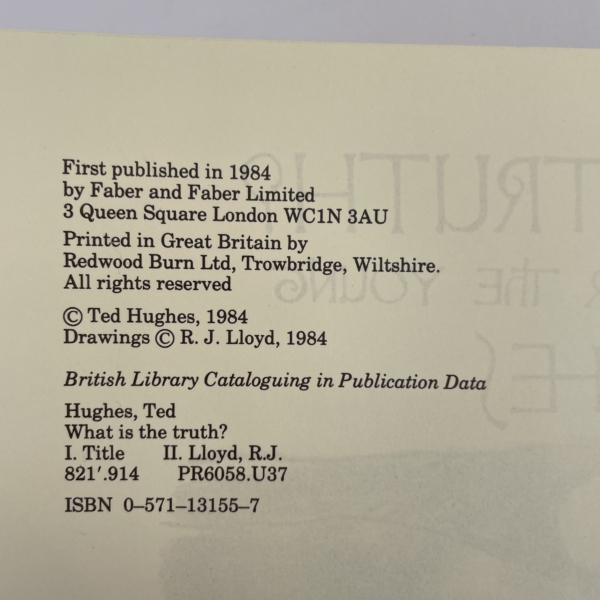 First published in 1984
by Faber and Faber Limited
3 Queen Square London WC1N 3AU
Printed in Great Britain by
Redwood Burn Ltd, Trowbridge, Wiltshire.
All rights reserved
© Ted Hughes, 1984
Drawings © R. J. Lloyd, 1984
British Library Cataloguing in Publication Data
Hughes, Ted
What is the truth?
I. Title II. Lloyd, R.J.
821'.914 PR6058.U37
ISBN 0–571–13155–7
TRUTH?
THE YOUNG